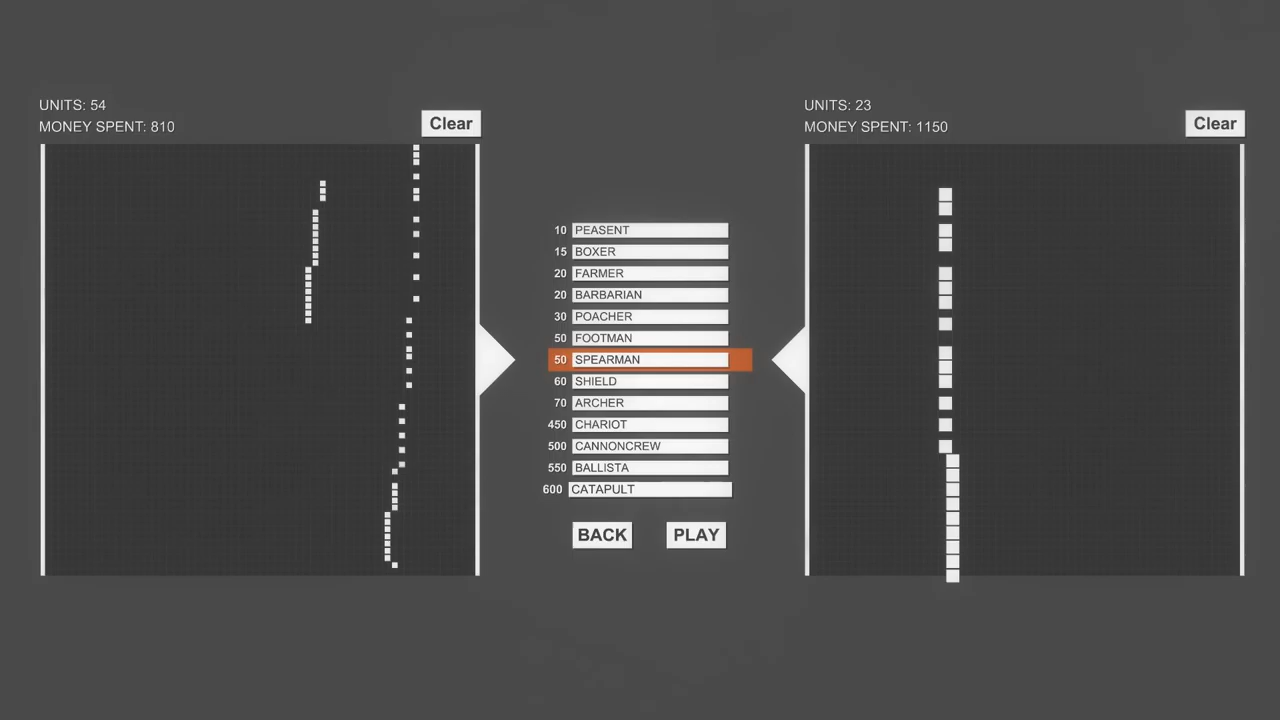 UNITS: 54
MONEY SPENT: 810
Clear
UNITS: 23
MONEY SPENT: 1150
Clear
10 PEASENT
15 BOXER
20 FARMER
20 BARBARIAN
30 POACHER
50 FOOTMAN
50 SPEARMAN
60 SHIELD
70 ARCHER
450 CHARIOT
500 CANNONCREW
550 BALLISTA
600 CATAPULT
BACK PLAY